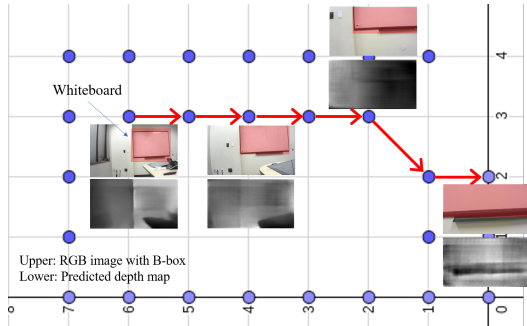 4
3
Whiteboard
2
1
Upper: RGB image with B-box
Lower: Predicted depth map
8 7 6 5 4 3 2 1 0